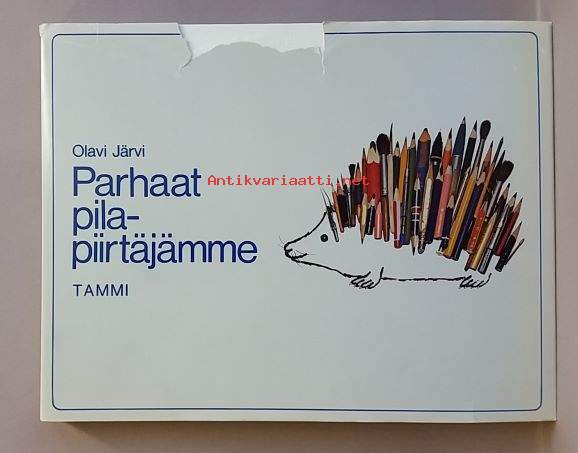 Olavi Järvi
Parhaat
pila-
piirtäjämme
TAMMI
Antikvariaatti.net